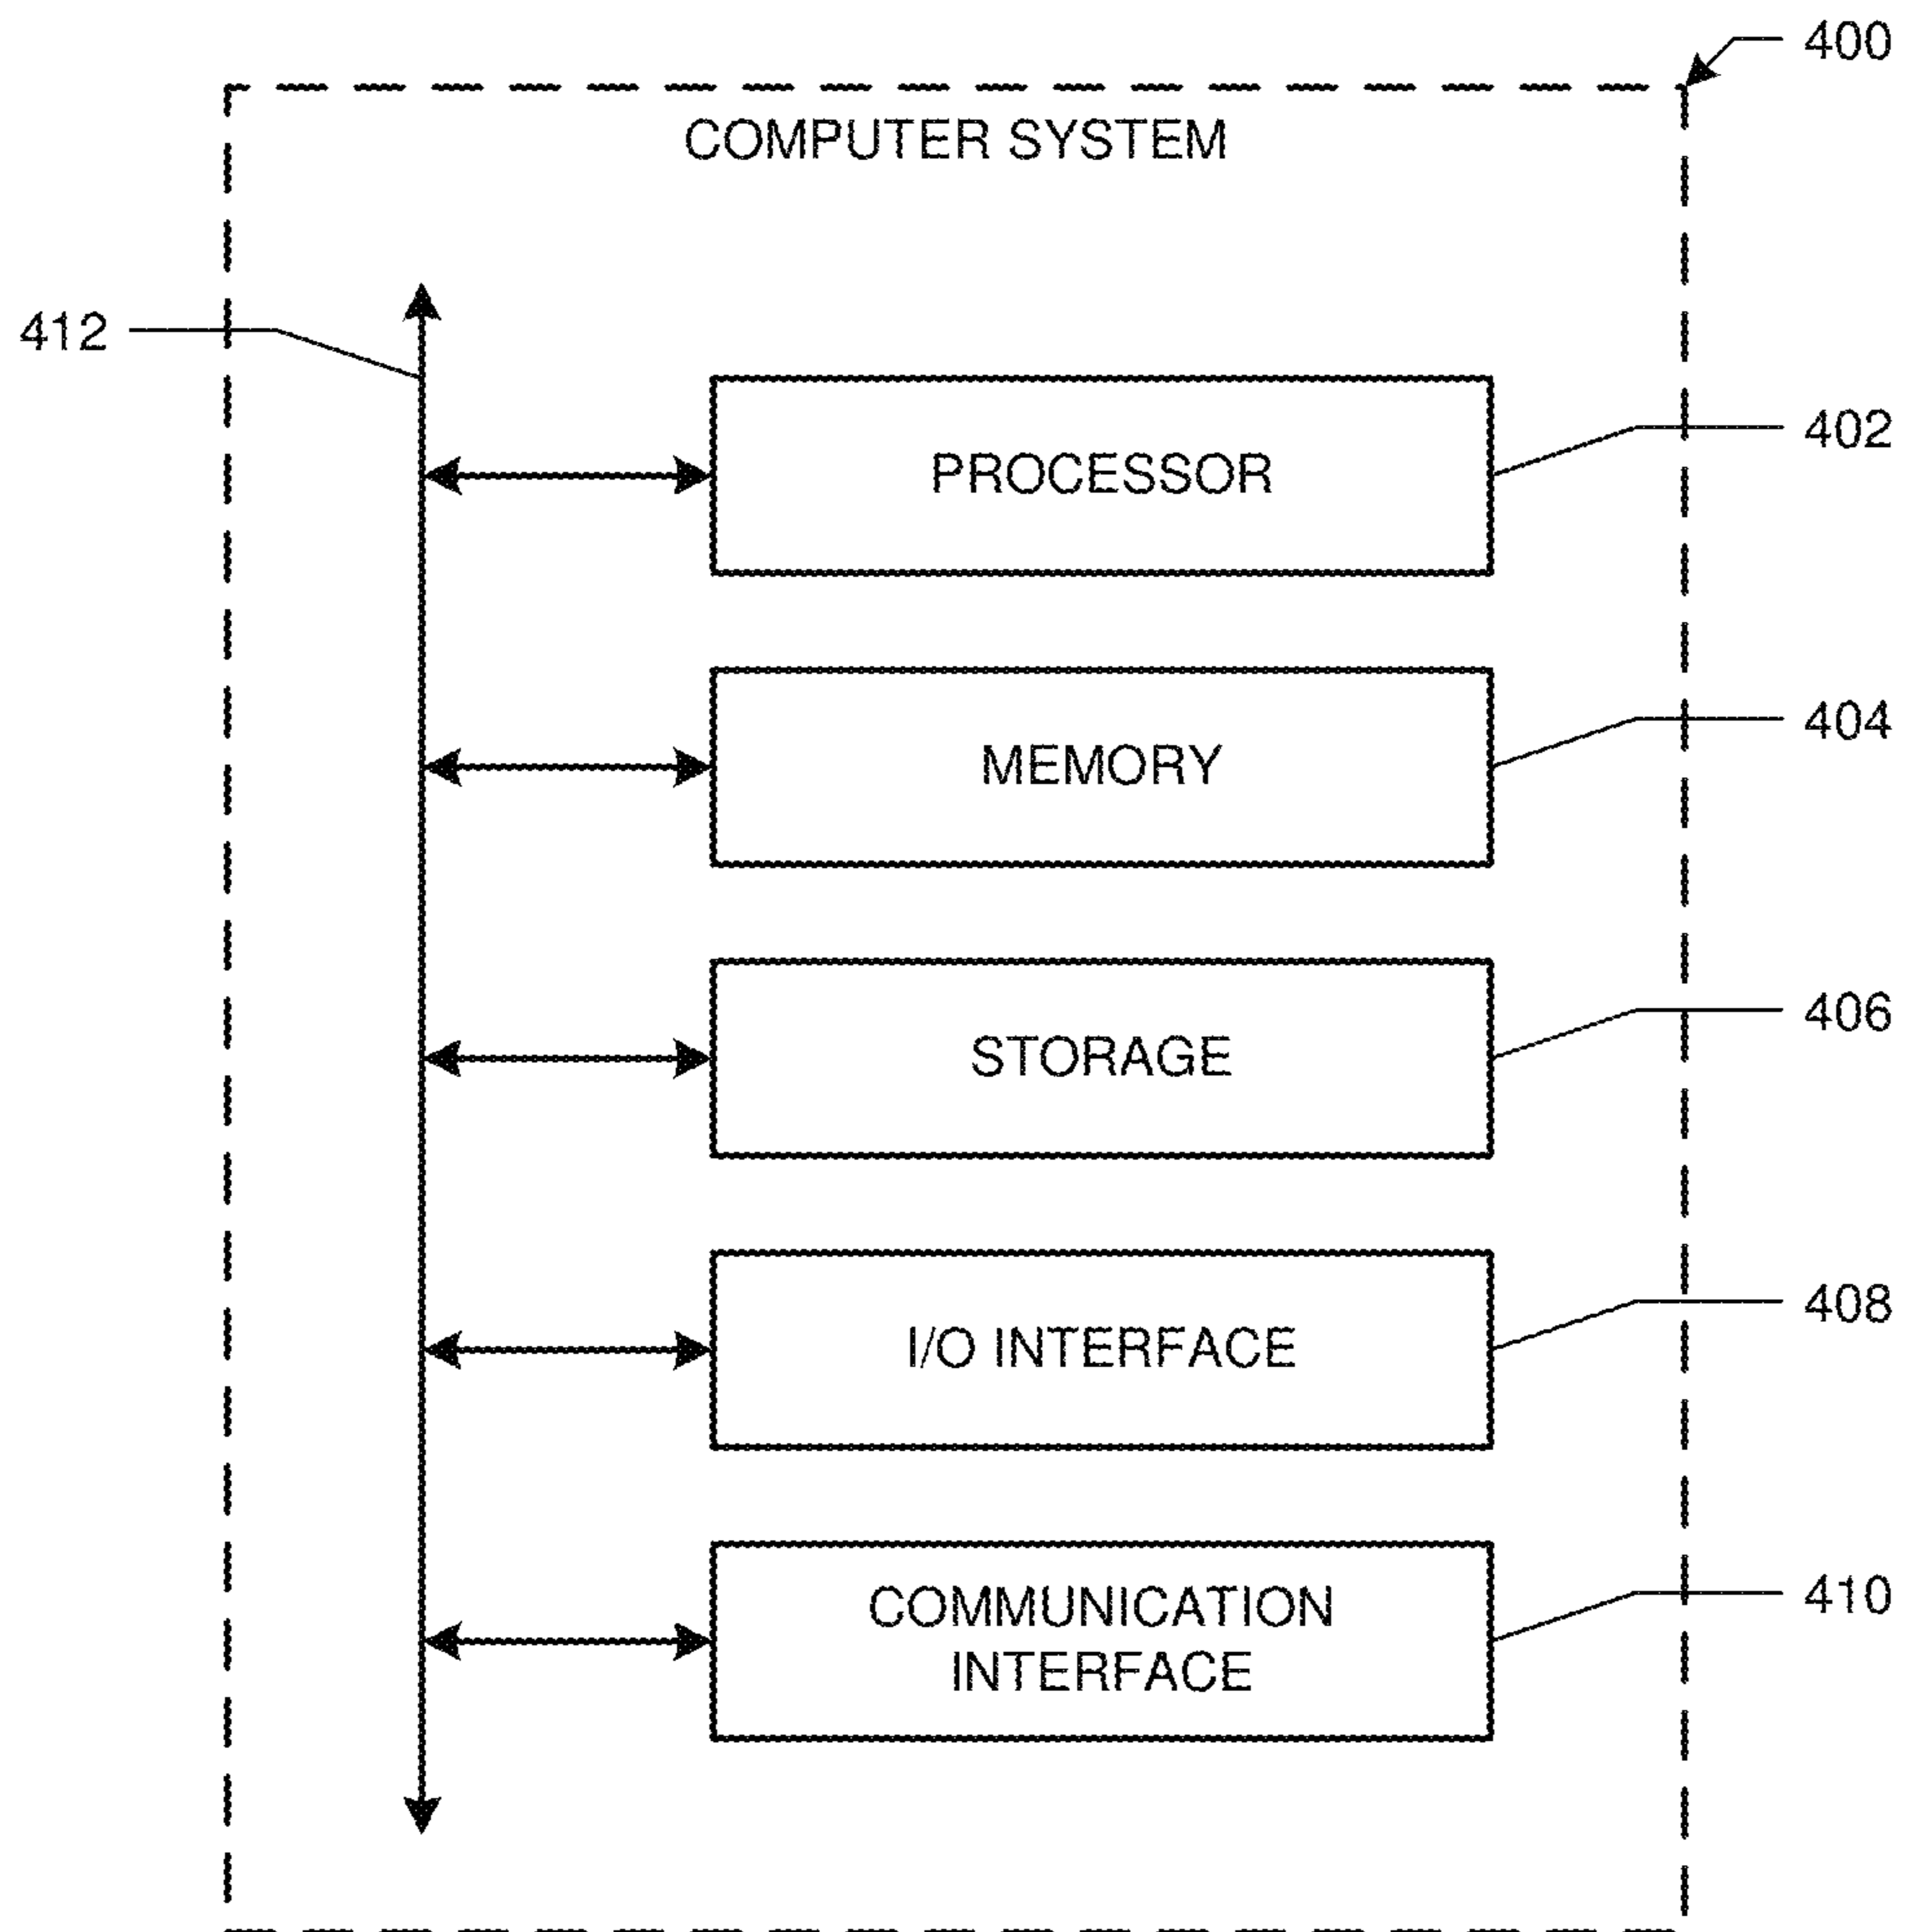 400
COMPUTER SYSTEM
412
PROCESSOR
402
MEMORY
404
STORAGE
406
I/O INTERFACE
408
COMMUNICATION
INTERFACE
410